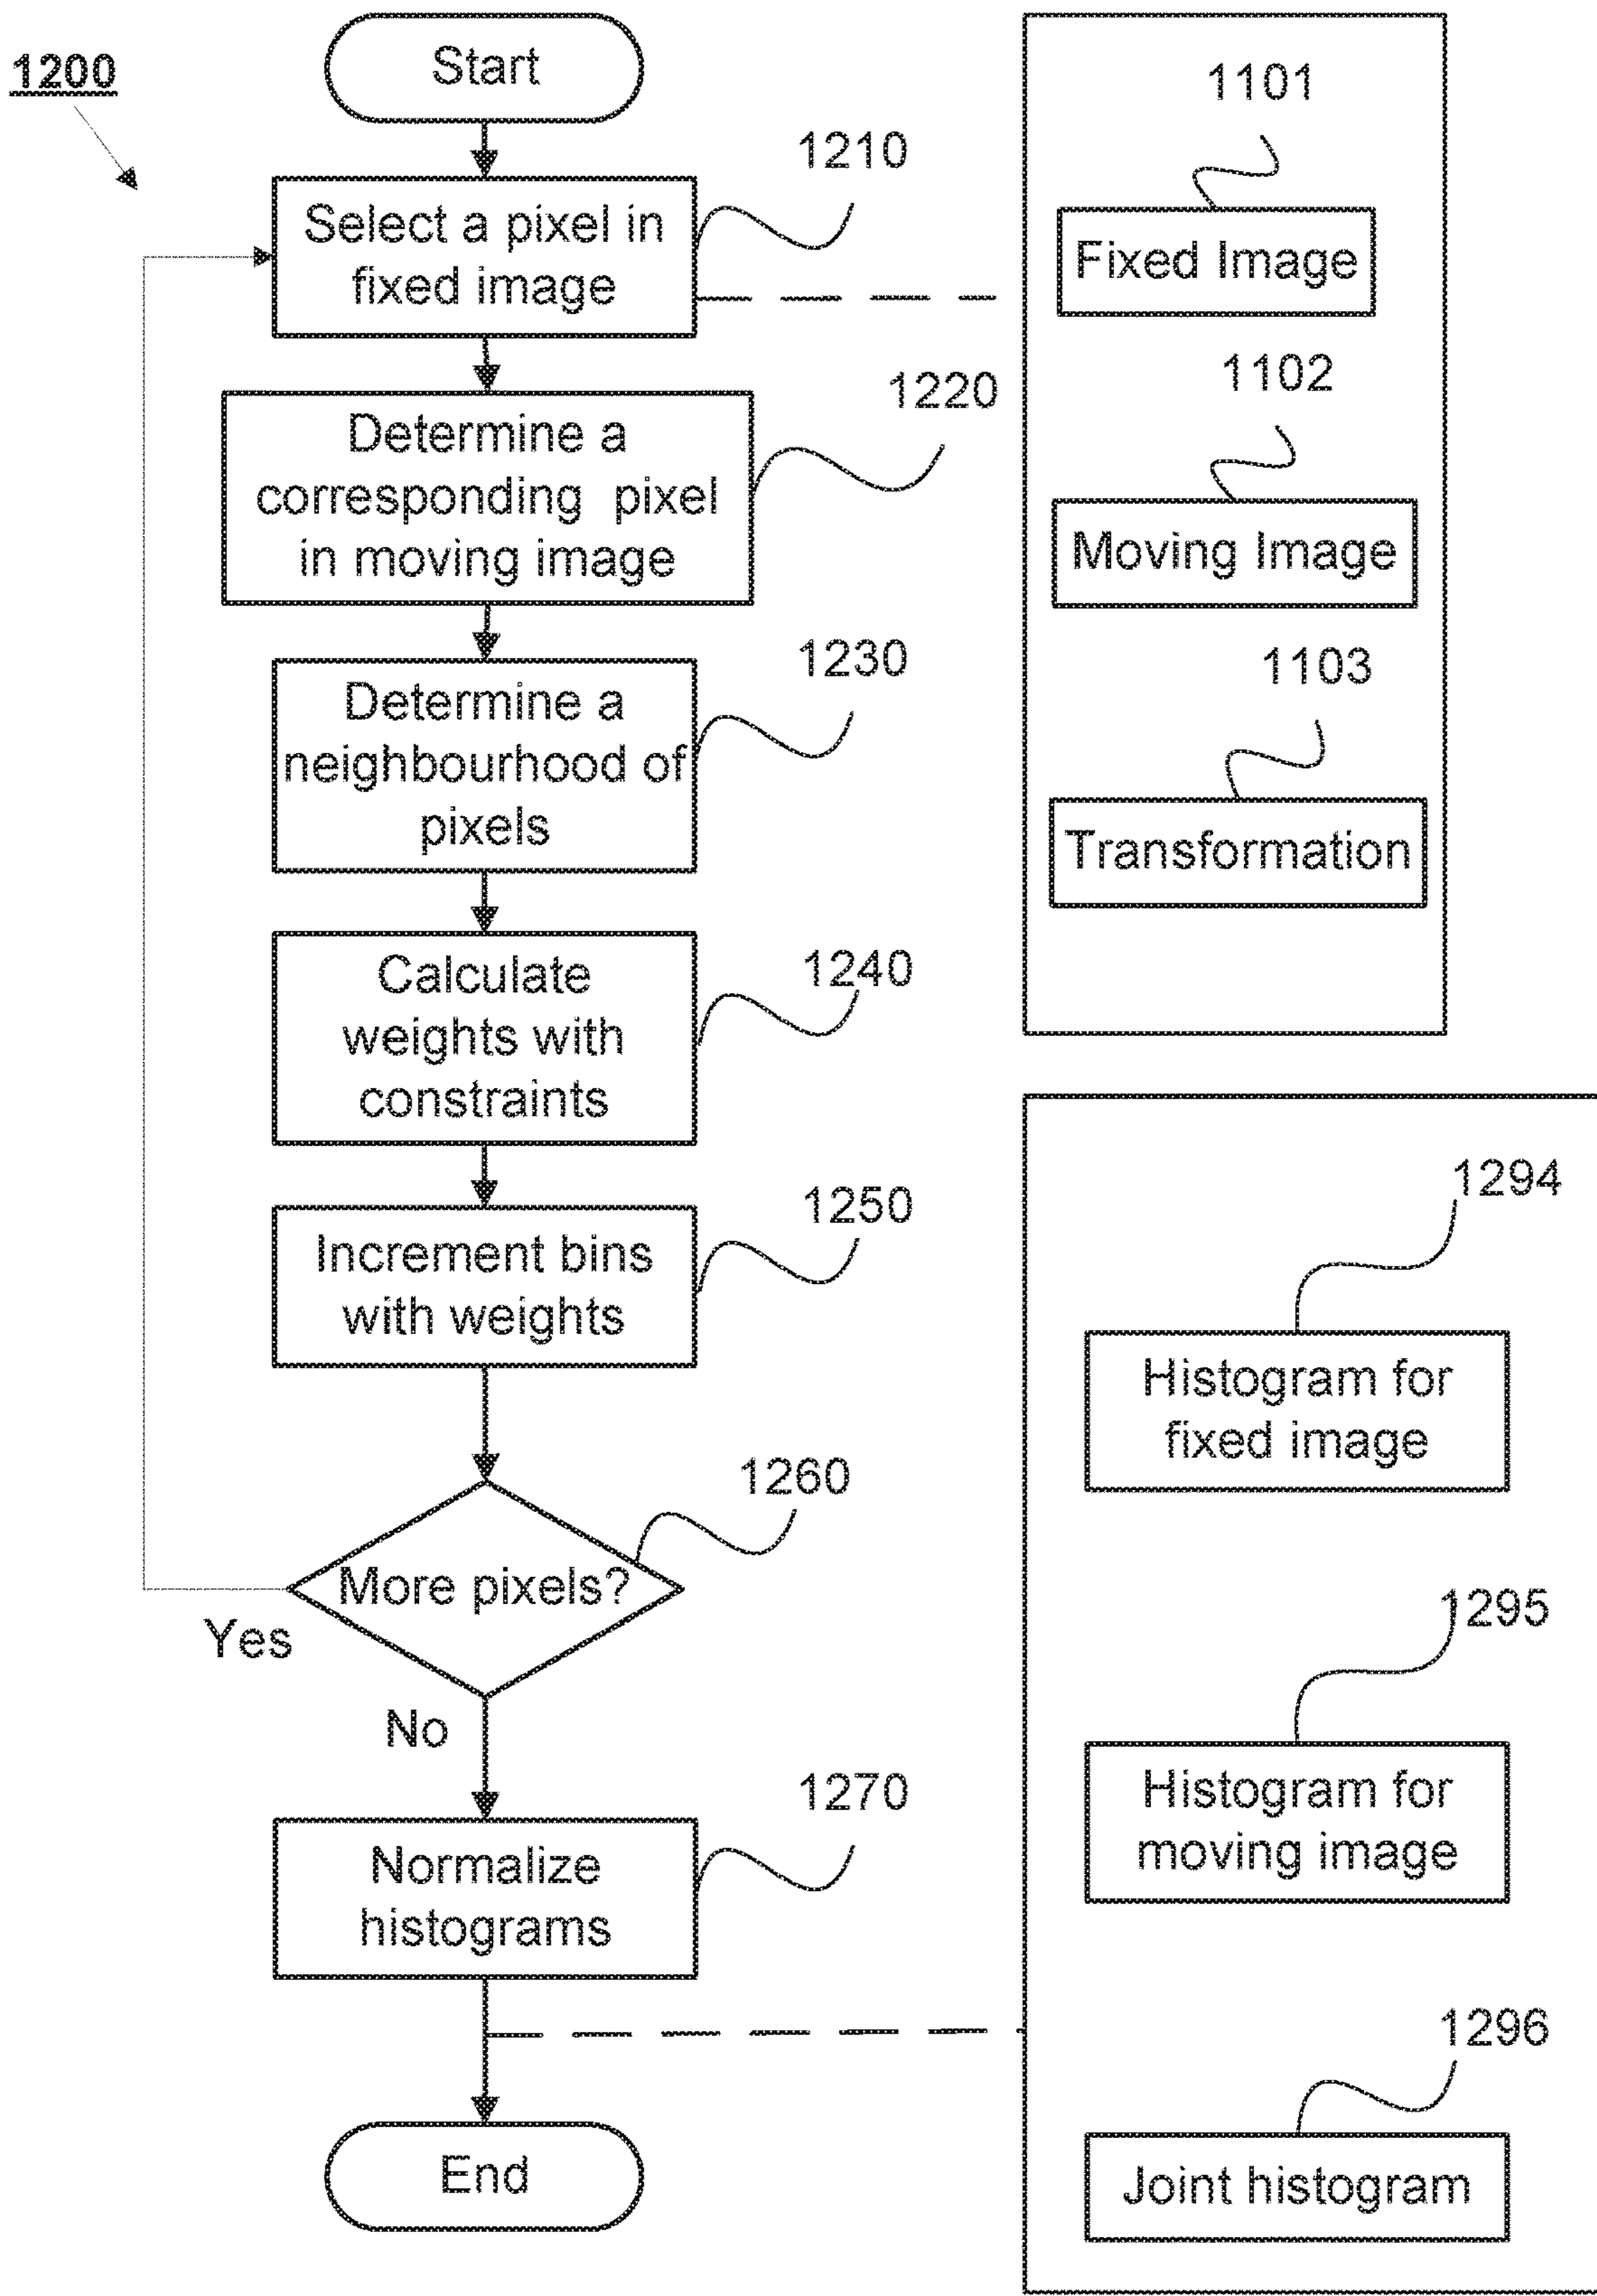 1200
Start
1210
Select a pixel in
fixed image
1220
Determine a
corresponding pixel
in moving image
1230
Determine a
neighbourhood of
pixels
1240
Calculate
weights with
constraints
1250
Increment bins
with weights
1260
More pixels?
Yes
No
1270
Normalize
histograms
End
1101
Fixed Image
1102
Moving Image
1103
Transformation
1294
Histogram for
fixed image
1295
Histogram for
moving image
1296
Joint histogram